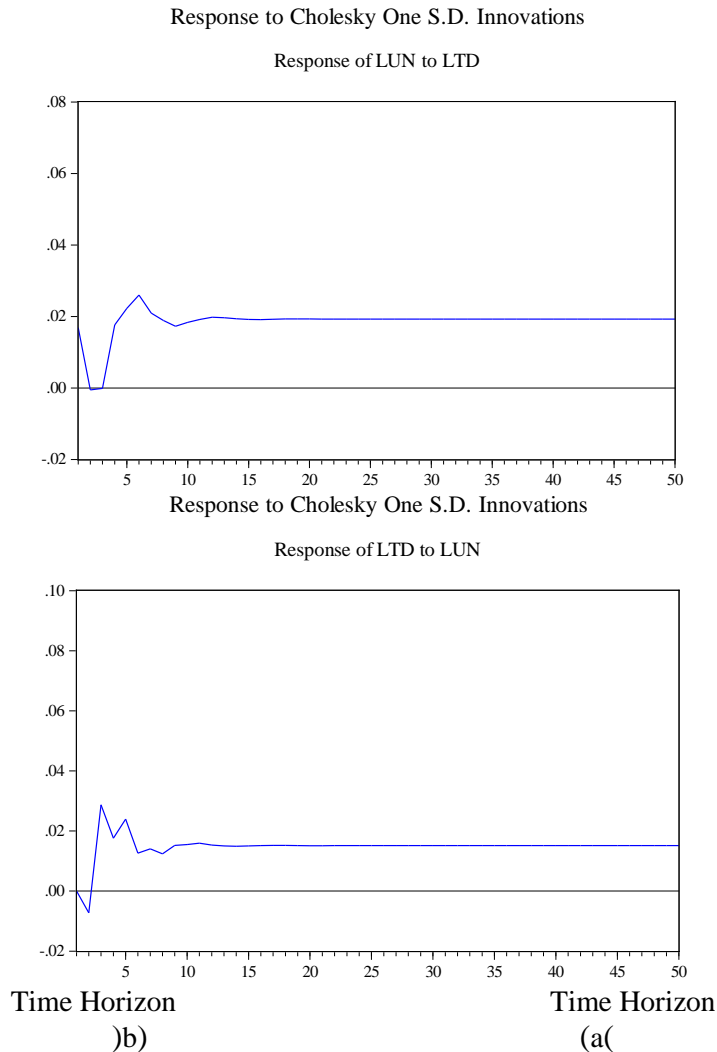 Response to Cholesky One S.D. Innovations
Response of LUN to LTD
.08
.06
.04
.02
.00
-.02
5 10 15 20 25 30 35 40 45 50
Response to Cholesky One S.D. Innovations
Response of LTD to LUN
.10
.08
.06
.04
.02
.00
-.02
5 10 15 20 25 30 35 40 45 50
Time Horizon Time Horizon
)b) (a(